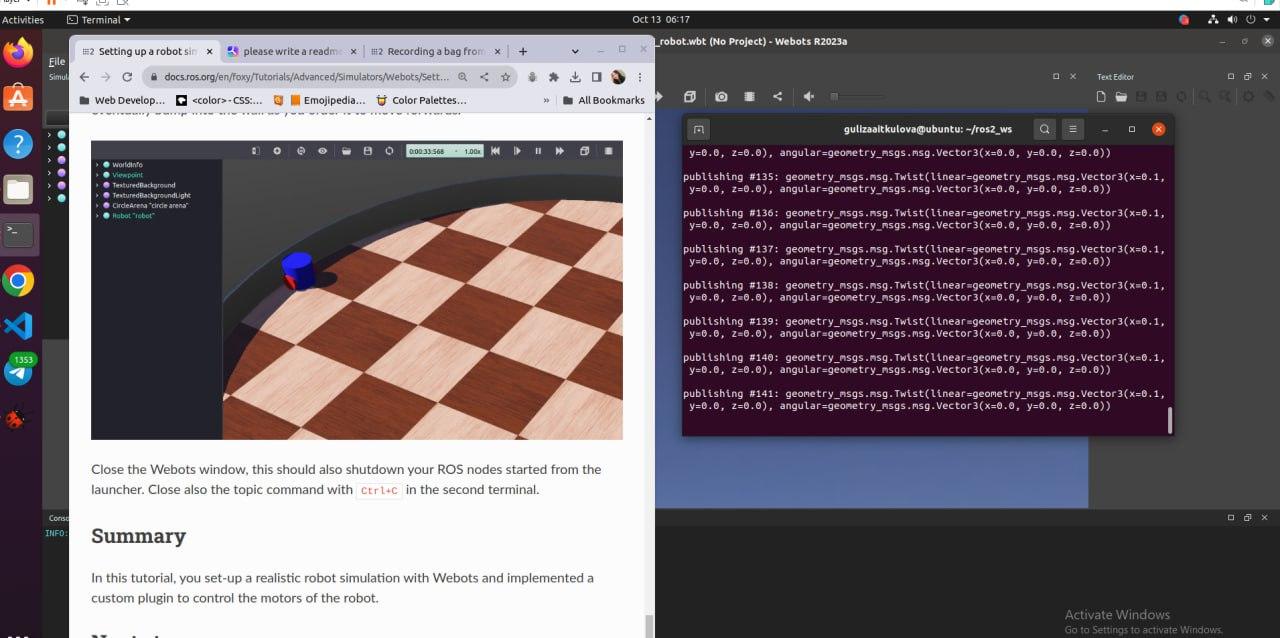 Activities
Terminal
Oct 13 06:17
Setting up a robot sim
please write a readme
Recording a bag from
_robot.wbt (No Project) - Webots R2023a
File
docs.ros.org/en/foxy/Tutorials/Advanced/Simulators/Webots/Sett...
Text Editor
Simula
Web Develop...
<color> - CSS:...
Emojipedia...
Color Palettes...
»
All Bookmarks
eventually bump into the wall as you order it to move forwards.
gulizaaitkulova@ubuntu: ~/ros2_ws
0:00:33:568 - 1.00x
WorldInfo
Viewpoint
TexturedBackground
TexturedBackgroundLight
CircleArena "circle arena"
Robot "robot"
y=0.0, z=0.0), angular=geometry_msgs.msg.Vector3(x=0.0, y=0.0, z=0.0))
publishing #135: geometry_msgs.msg.Twist(linear=geometry_msgs.msg.Vector3(x=0.1,
y=0.0, z=0.0), angular=geometry_msgs.msg.Vector3(x=0.0, y=0.0, z=0.0))
publishing #136: geometry_msgs.msg.Twist(linear=geometry_msgs.msg.Vector3(x=0.1,
y=0.0, z=0.0), angular=geometry_msgs.msg.Vector3(x=0.0, y=0.0, z=0.0))
publishing #137: geometry_msgs.msg.Twist(linear=geometry_msgs.msg.Vector3(x=0.1,
y=0.0, z=0.0), angular=geometry_msgs.msg.Vector3(x=0.0, y=0.0, z=0.0))
publishing #138: geometry_msgs.msg.Twist(linear=geometry_msgs.msg.Vector3(x=0.1,
y=0.0, z=0.0), angular=geometry_msgs.msg.Vector3(x=0.0, y=0.0, z=0.0))
publishing #139: geometry_msgs.msg.Twist(linear=geometry_msgs.msg.Vector3(x=0.1,
y=0.0, z=0.0), angular=geometry_msgs.msg.Vector3(x=0.0, y=0.0, z=0.0))
publishing #140: geometry_msgs.msg.Twist(linear=geometry_msgs.msg.Vector3(x=0.1,
y=0.0, z=0.0), angular=geometry_msgs.msg.Vector3(x=0.0, y=0.0, z=0.0))
publishing #141: geometry_msgs.msg.Twist(linear=geometry_msgs.msg.Vector3(x=0.1,
y=0.0, z=0.0), angular=geometry_msgs.msg.Vector3(x=0.0, y=0.0, z=0.0))
1353
Close the Webots window, this should also shutdown your ROS nodes started from the
launcher. Close also the topic command with Ctrl+C in the second terminal.
Conso
INFO:
Summary
In this tutorial, you set-up a realistic robot simulation with Webots and implemented a
custom plugin to control the motors of the robot.
Activate Windows
Go to Settings to activate Windows.